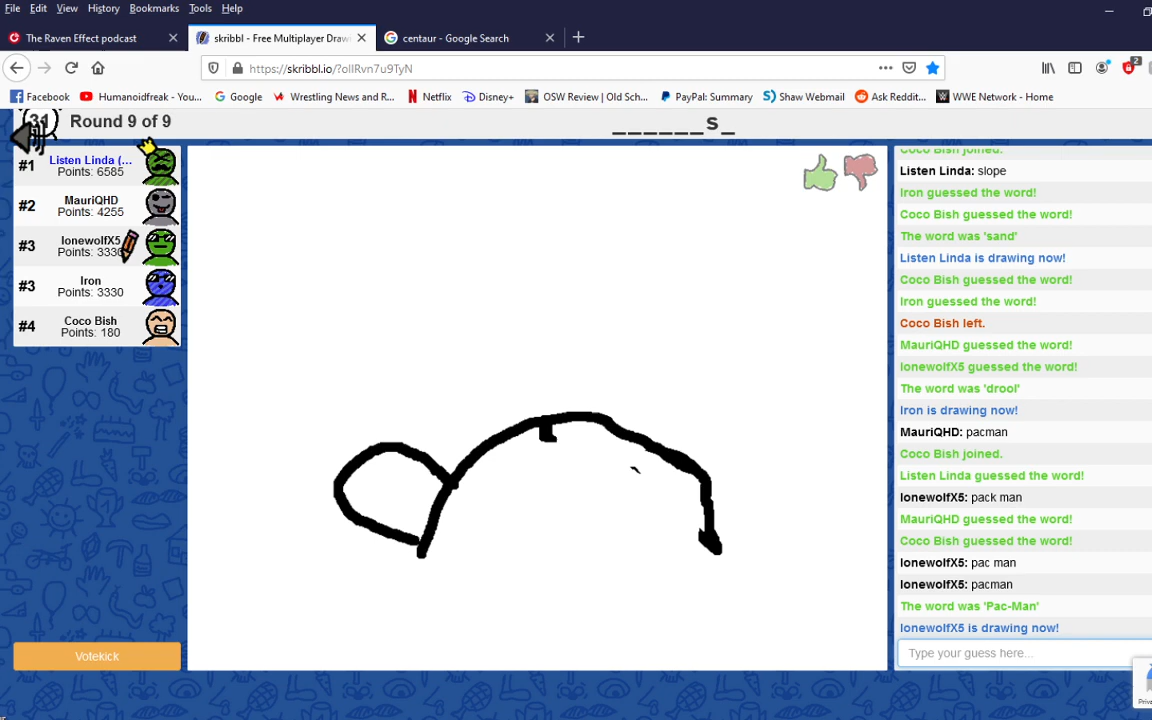 File Edit View History Bookmarks Tools Help
The Raven Effect podcast
skribbl - Free Multiplayer Draw
centaur - Google Search
https://skribbl.io/?olIRvn7u9TyN
Facebook
Humanoidfreak - You...
Google
Wrestling News and R...
Netflix
Disney+
OSW Review | Old Sch...
PayPal: Summary
Shaw Webmail
Ask Reddit...
WWE Network - Home
31
Round 9 of 9
______s_
#1 Listen Linda (...
Points: 6585
#2 MauriQHD
Points: 4255
#3 lonewolfX5
Points: 3330
#3 Iron
Points: 3330
#4 Coco Bish
Points: 180
Votekick
Coco Bish joined.
Listen Linda: slope
Iron guessed the word!
Coco Bish guessed the word!
The word was 'sand'
Listen Linda is drawing now!
Coco Bish guessed the word!
Iron guessed the word!
Coco Bish left.
MauriQHD guessed the word!
lonewolfX5 guessed the word!
The word was 'drool'
Iron is drawing now!
MauriQHD: pacman
Coco Bish joined.
Listen Linda guessed the word!
lonewolfX5: pack man
MauriQHD guessed the word!
Coco Bish guessed the word!
lonewolfX5: pac man
lonewolfX5: pacman
The word was 'Pac-Man'
lonewolfX5 is drawing now!
Type your guess here...